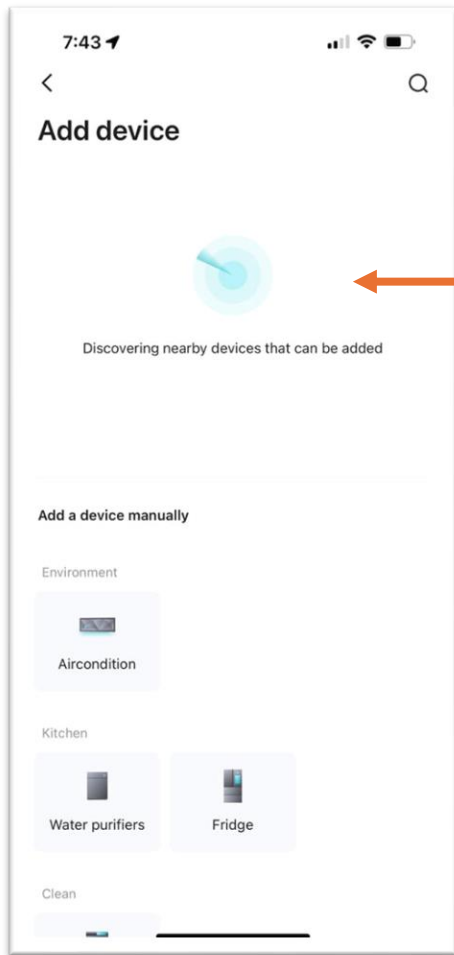 7:43
Add device
Discovering nearby devices that can be added
Add a device manually
Environment
Aircondition
Kitchen
Water purifiers Fridge
Clean